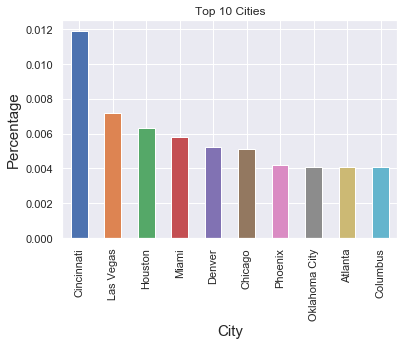 Top 10 Cities
Percentage
0.012
0.010
0.008
0.006
0.004
0.002
0.000
Cincinnati
Las Vegas
Houston
Miami
Denver
Chicago
Phoenix
Oklahoma City
Atlanta
Columbus
City